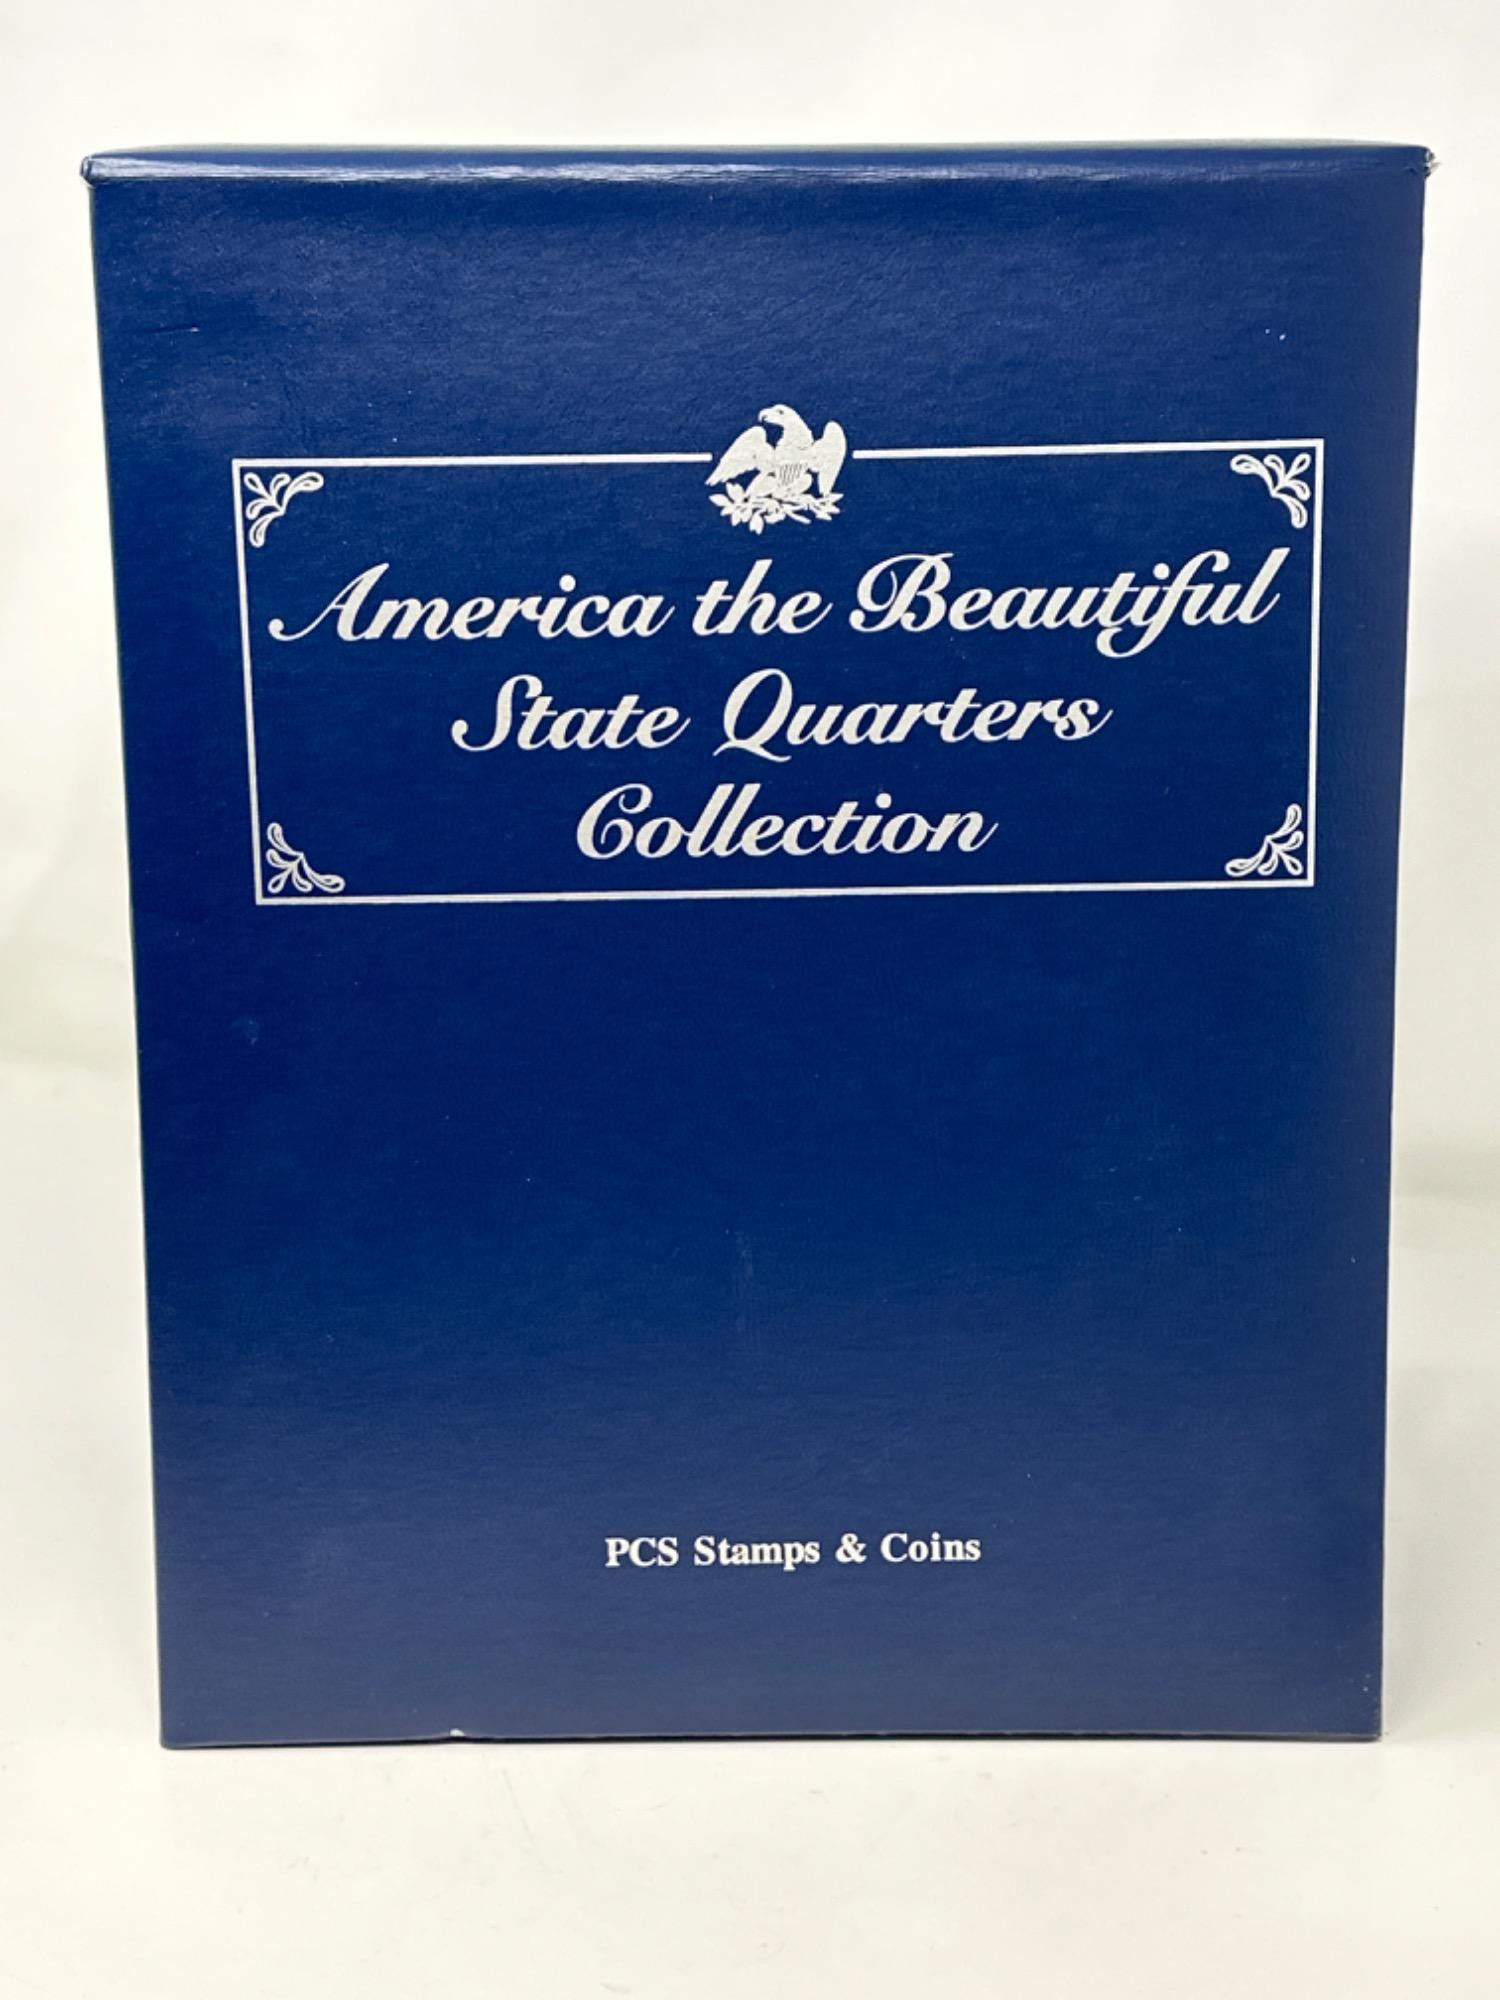 America the Beautiful
State Quarters
Collection
PCS Stamps & Coins